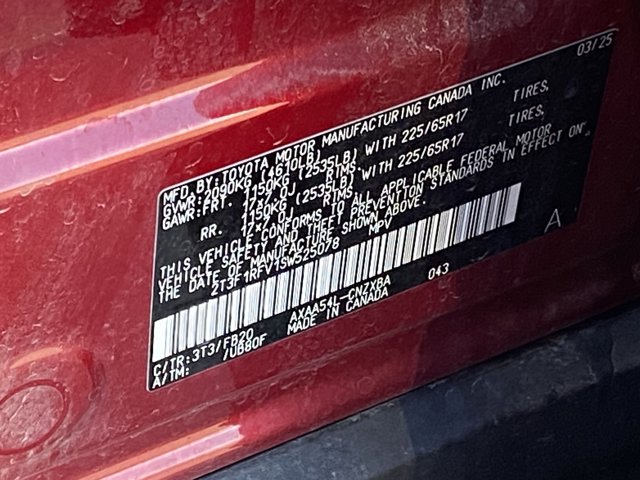 03/25
MFD. BY: TOYOTA MOTOR MANUFACTURING CANADA INC.
GVWR: 2090KG (4610LB)
GAWR: FRT. 1150KG (2535LB) WITH 225/65R17 TIRES,
17x7.0J RIMS,
RR. 1150KG (2535LB) WITH 225/65R17 TIRES,
17x7.0J RIMS,
THIS VEHICLE CONFORMS TO ALL APPLICABLE FEDERAL MOTOR
VEHICLE SAFETY AND THEFT PREVENTION STANDARDS IN EFFECT ON
THE DATE OF MANUFACTURE SHOWN ABOVE.
2T3F1RFV1SW525078 MPV
A
043
C/TR: 3T3/FB20 AXAA54L-CNZXBA
A/TM: /UB80F MADE IN CANADA